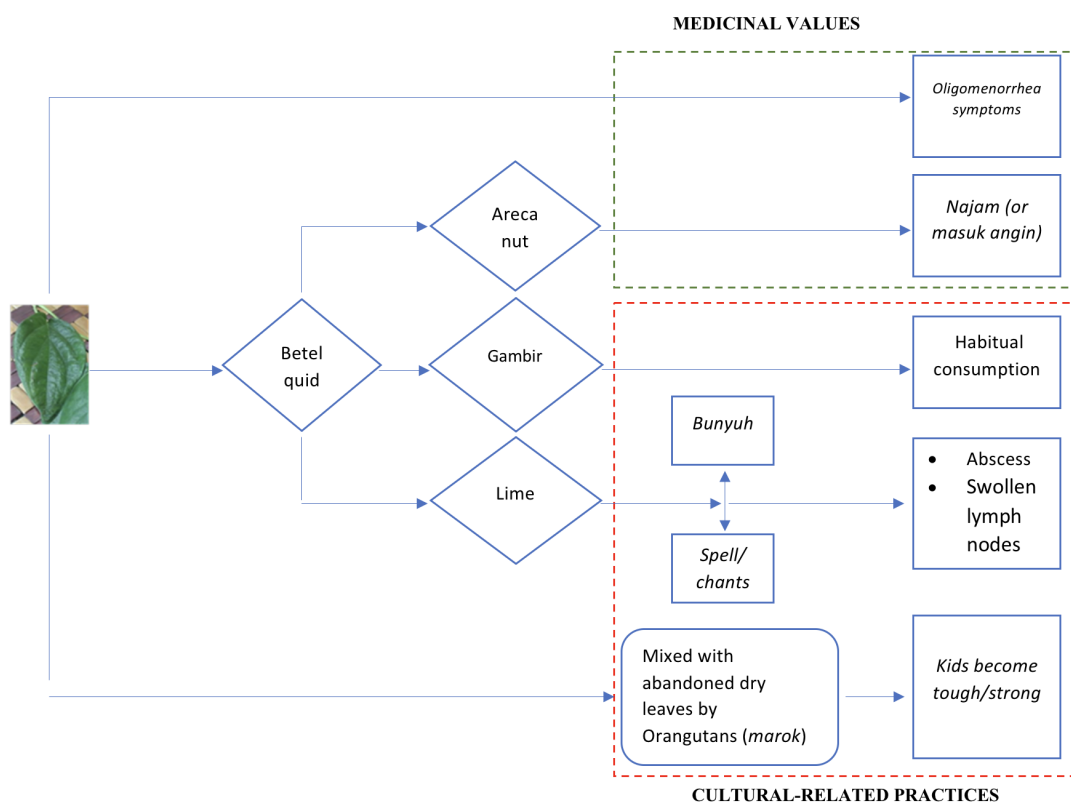 MEDICINAL VALUES
Oligomenorrhea
symptoms
Areca
nut
Najam (or
masuk angin)
Betel
quid
Gambir
Habitual
consumption
Bunyuh
Lime
• Abscess
• Swollen
lymph
nodes
Spell/
chants
Mixed with
abandoned dry
leaves by
Orangutans (marok)
Kids become
tough/strong
CULTURAL-RELATED PRACTICES